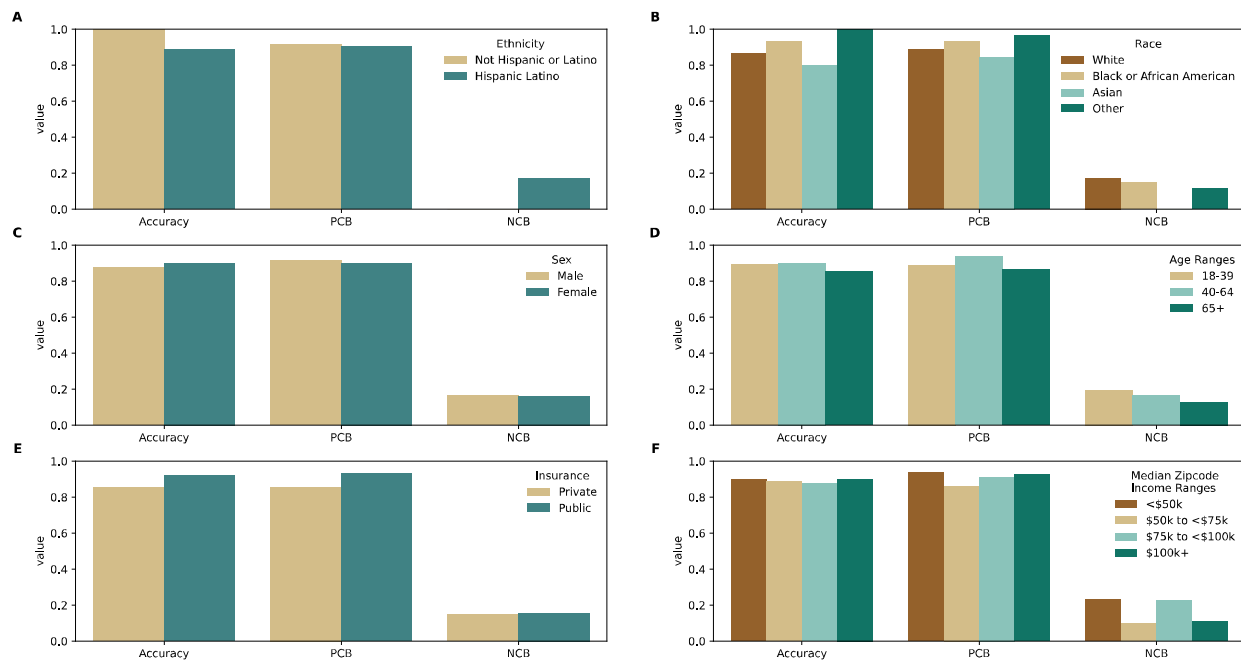 A
Ethnicity
Not Hispanic or Latino
Hispanic Latino
value
1.0
0.8
0.6
0.4
0.2
0.0
Accuracy PCB NCB
B
Race
White
Black or African American
Asian
Other
value
1.0
0.8
0.6
0.4
0.2
0.0
Accuracy PCB NCB
C
Sex
Male
Female
value
1.0
0.8
0.6
0.4
0.2
0.0
Accuracy PCB NCB
D
Age Ranges
18-39
40-64
65+
value
1.0
0.8
0.6
0.4
0.2
0.0
Accuracy PCB NCB
E
Insurance
Private
Public
value
1.0
0.8
0.6
0.4
0.2
0.0
Accuracy PCB NCB
F
Median Zipcode
Income Ranges
<$50k
$50k to <$75k
$75k to <$100k
$100k+
value
1.0
0.8
0.6
0.4
0.2
0.0
Accuracy PCB NCB